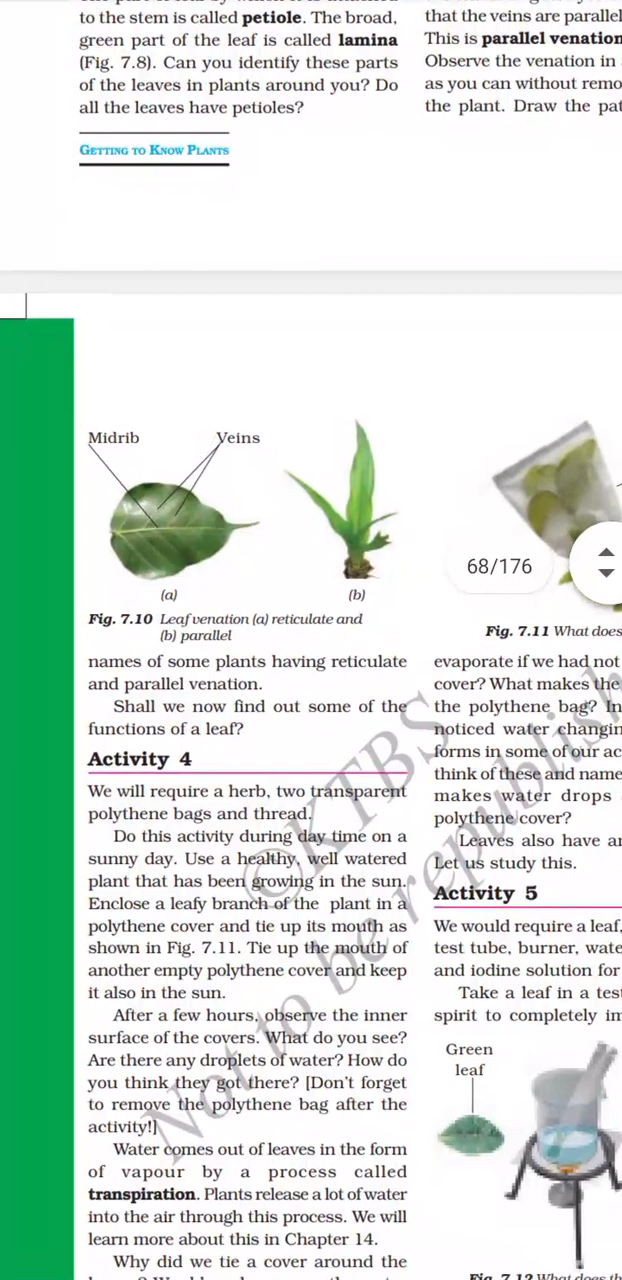 to the stem is called petiole. The broad,
green part of the leaf is called lamina
(Fig. 7.8). Can you identify these parts
of the leaves in plants around you? Do
all the leaves have petioles?
GETTING TO KNOW PLANTS
that the veins are parallel
This is parallel venation
Observe the venation in
as you can without remo
the plant. Draw the pat
Midrib
Veins
(a)
(b)
Fig. 7.10 Leaf venation (a) reticulate and
(b) parallel
names of some plants having reticulate
and parallel venation.
Shall we now find out some of the
functions of a leaf?
Activity 4
We will require a herb, two transparent
polythene bags and thread.
Do this activity during day time on a
sunny day. Use a healthy, well watered
plant that has been growing in the sun.
Enclose a leafy branch of the plant in a
polythene cover and tie up its mouth as
shown in Fig. 7.11. Tie up the mouth of
another empty polythene cover and keep
it also in the sun.
After a few hours, observe the inner
surface of the covers. What do you see?
Are there any droplets of water? How do
you think they got there? [Don't forget
to remove the polythene bag after the
activity!]
Water comes out of leaves in the form
of vapour by a process called
transpiration. Plants release a lot of water
into the air through this process. We will
learn more about this in Chapter 14.
Why did we tie a cover around the
68/176
Fig. 7.11 What does
evaporate if we had not
cover? What makes the
the polythene bag? In
noticed water changin
forms in some of our ac
think of these and name
makes water drops
polythene cover?
Leaves also have an
Let us study this.
Activity 5
We would require a leaf,
test tube, burner, wate
and iodine solution for
Take a leaf in a test
spirit to completely im
Green
leaf
Fig. 7.12 What does th
©KTBS
Not to be republish